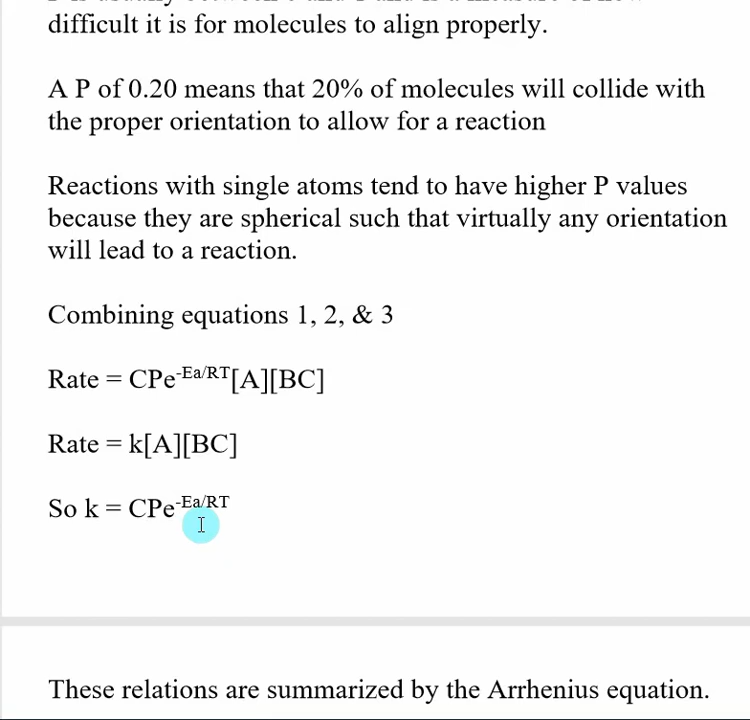 difficult it is for molecules to align properly.
A P of 0.20 means that 20% of molecules will collide with
the proper orientation to allow for a reaction
Reactions with single atoms tend to have higher P values
because they are spherical such that virtually any orientation
will lead to a reaction.
Combining equations 1, 2, & 3
Rate = CPe^-Ea/RT[A][BC]
Rate = k[A][BC]
So k = CPe^-Ea/RT
These relations are summarized by the Arrhenius equation.